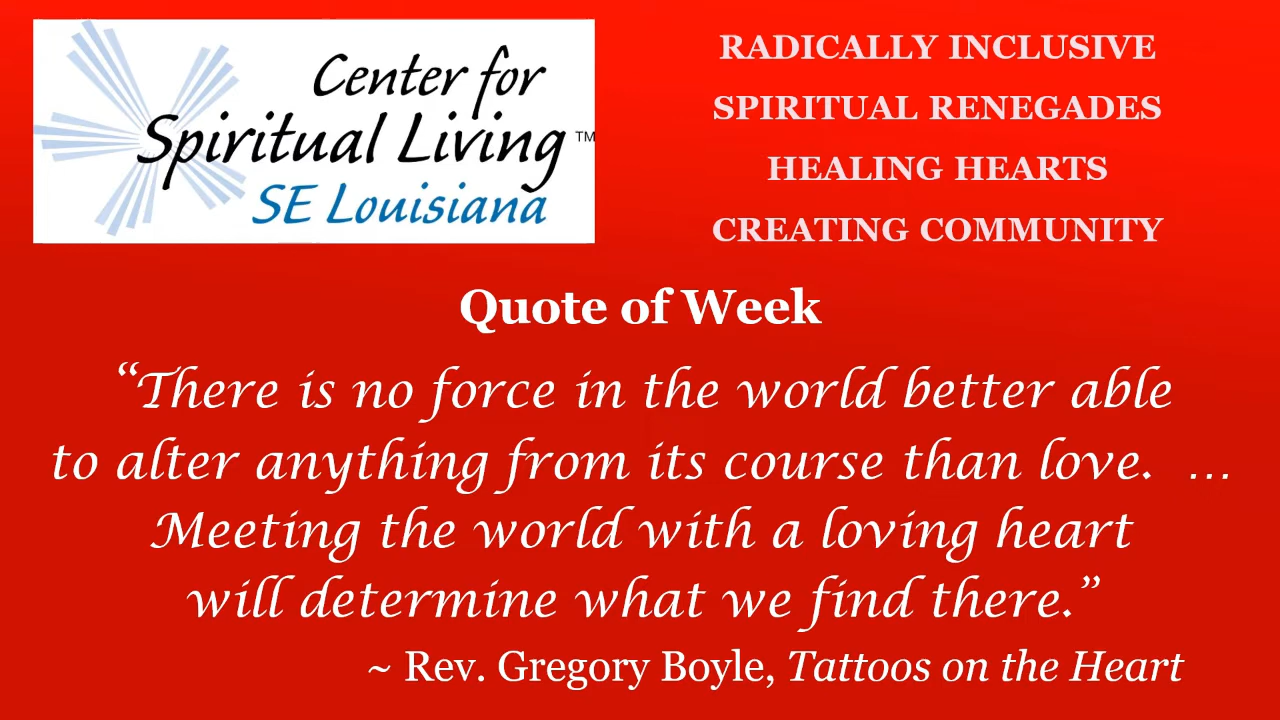 Center for
Spiritual Living™
SE Louisiana
RADICALLY INCLUSIVE
SPIRITUAL RENEGADES
HEALING HEARTS
CREATING COMMUNITY
Quote of Week
“There is no force in the world better able
to alter anything from its course than love.  …
Meeting the world with a loving heart
will determine what we find there.”
~ Rev. Gregory Boyle, Tattoos on the Heart